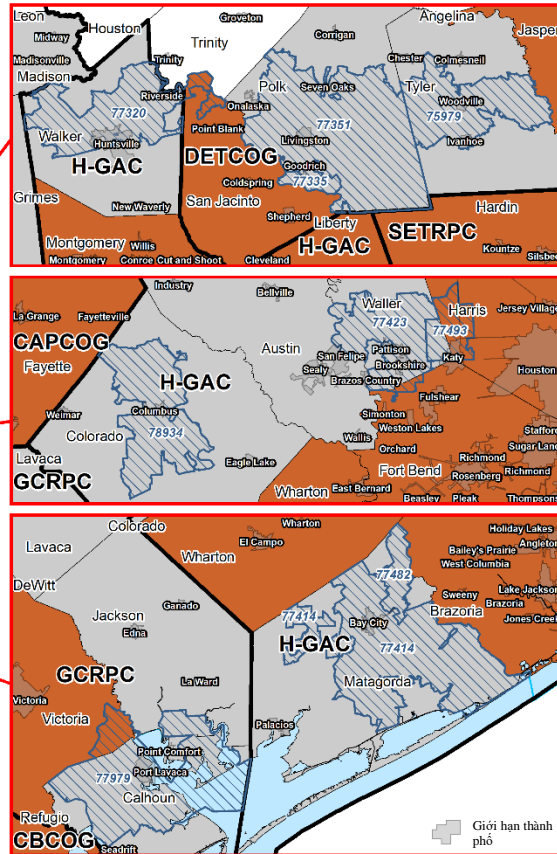 Leon
Houston
Groveton
Angelina
Midway
Trinity
Corrigan
Jaspe
Madisonville
Madison
Trinity
Polk
Chester
Colmesneil
Riverside
Seven Oaks
Tyler
77320
Onalaska
Woodville
Walker
Point Blank
77351
75979
Huntsville
Livingston
Ivanhoe
H-GAC
DETCOG
Goodrich
Coldspring
77335
Grimes
New Waverly
San Jacinto
Hardin
Shepherd
Liberty
SETRPC
Montgomery
Willis
H-GAC
Kountze
Montgomery
Conroe
Cut and Shoot
Cleveland
Silsbee
Industry
Bellville
Waller
Harris
La Grange
Fayetteville
77423
Jersey Village
CAPCOG
Austin
77493
Fayette
San Felipe
Pattison
Katy
H-GAC
Sealy
Brookshire
Houston
Brazos Country
Fulshear
Weimar
Columbus
Simonton
Weston Lakes
Stafford
Colorado
78934
Wallis
Orchard
Sugar Land
Lavaca
Eagle Lake
Fort Bend
Richmond
Richmond
GCRPC
Rosenberg
Wharton
East Bernard
Beasley
Pleak
Thompsons
Colorado
Wharton
Holiday Lakes
Lavaca
El Campo
Angleton
Wharton
Bailey's Prairie
77482
West Columbia
DeWitt
Jackson
Ganado
Sweeny
Lake Jackson
77414
Brazoria
Brazoria
Edna
H-GAC
Bay City
Jones Creek
GCRPC
77414
La Ward
Matagorda
Victoria
Victoria
Palacios
Point Comfort
77979
Port Lavaca
Calhoun
Refugio
CBCOG
Seadrift
Giới hạn thành
phố